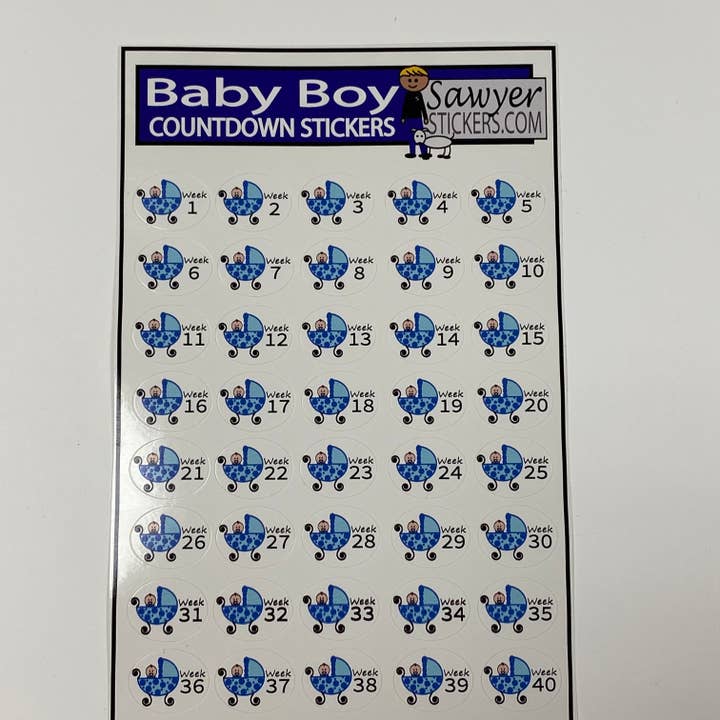 Baby Boy
COUNTDOWN STICKERS
Sawyer
STICKERS.COM
Week Week Week Week Week
1 2 3 4 5
Week Week Week Week Week
6 7 8 9 10
Week Week Week Week Week
11 12 13 14 15
Week Week Week Week Week
16 17 18 19 20
Week Week Week Week Week
21 22 23 24 25
Week Week Week Week Week
26 27 28 29 30
Week Week Week Week Week
31 32 33 34 35
Week Week Week Week Week
36 37 38 39 40